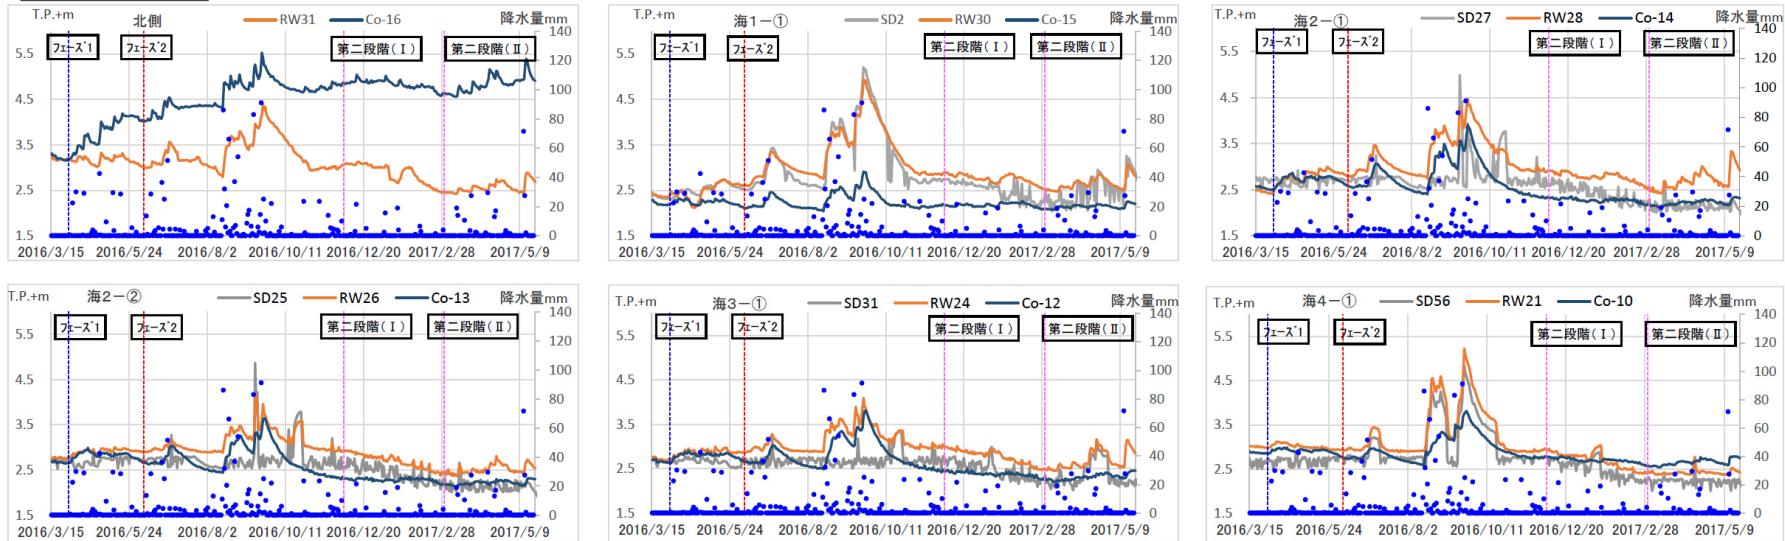 T.P.+m 北側 RW31 Co-16 降水量mm
ﾌｪｰｽﾞ1 ﾌｪｰｽﾞ2 第二段階(Ⅰ) 第二段階(Ⅱ)
5.5 4.5 3.5 2.5 1.5
140 120 100 80 60 40 20 0
2016/3/15 2016/5/24 2016/8/2 2016/10/11 2016/12/20 2017/2/28 2017/5/9
T.P.+m 海1-① SD2 RW30 Co-15 降水量mm
ﾌｪｰｽﾞ1 ﾌｪｰｽﾞ2 第二段階(Ⅰ) 第二段階(Ⅱ)
5.5 4.5 3.5 2.5 1.5
140 120 100 80 60 40 20 0
2016/3/15 2016/5/24 2016/8/2 2016/10/11 2016/12/20 2017/2/28 2017/5/9
T.P.+m 海2-① SD27 RW28 Co-14 降水量mm
ﾌｪｰｽﾞ1 ﾌｪｰｽﾞ2 第二段階(Ⅰ) 第二段階(Ⅱ)
5.5 4.5 3.5 2.5 1.5
140 120 100 80 60 40 20 0
2016/3/15 2016/5/24 2016/8/2 2016/10/11 2016/12/20 2017/2/28 2017/5/9
T.P.+m 海2-② SD25 RW26 Co-13 降水量mm
ﾌｪｰｽﾞ1 ﾌｪｰｽﾞ2 第二段階(Ⅰ) 第二段階(Ⅱ)
5.5 4.5 3.5 2.5 1.5
140 120 100 80 60 40 20 0
2016/3/15 2016/5/24 2016/8/2 2016/10/11 2016/12/20 2017/2/28 2017/5/9
T.P.+m 海3-① SD31 RW24 Co-12 降水量mm
ﾌｪｰｽﾞ1 ﾌｪｰｽﾞ2 第二段階(Ⅰ) 第二段階(Ⅱ)
5.5 4.5 3.5 2.5 1.5
140 120 100 80 60 40 20 0
2016/3/15 2016/5/24 2016/8/2 2016/10/11 2016/12/20 2017/2/28 2017/5/9
T.P.+m 海4-① SD56 RW21 Co-10 降水量mm
ﾌｪｰｽﾞ1 ﾌｪｰｽﾞ2 第二段階(Ⅰ) 第二段階(Ⅱ)
5.5 4.5 3.5 2.5 1.5
140 120 100 80 60 40 20 0
2016/3/15 2016/5/24 2016/8/2 2016/10/11 2016/12/20 2017/2/28 2017/5/9